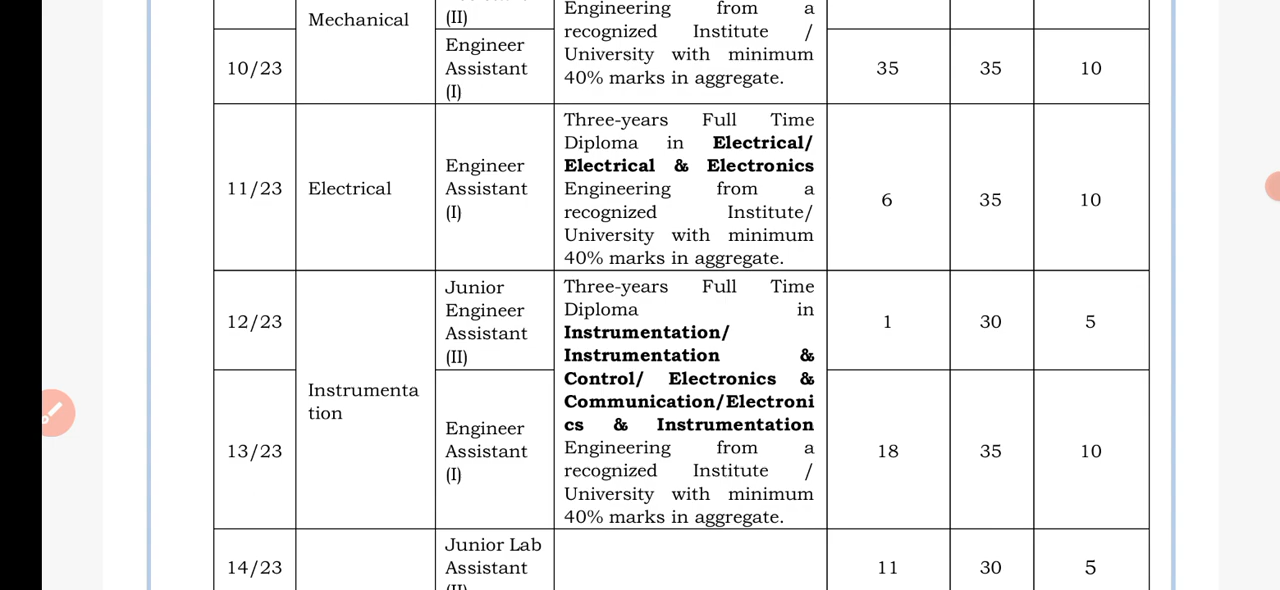 Mechanical
(II)
Engineering from a
recognized Institute /
University with minimum
40% marks in aggregate.
10/23
Engineer
Assistant
(I)
35
35
10
11/23
Electrical
Engineer
Assistant
(I)
Three-years Full Time
Diploma in Electrical/
Electrical & Electronics
Engineering from a
recognized Institute/
University with minimum
40% marks in aggregate.
6
35
10
12/23
Instrumenta
tion
Junior
Engineer
Assistant
(II)
Three-years Full Time
Diploma in
Instrumentation/
Instrumentation &
Control/ Electronics &
Communication/Electroni
cs & Instrumentation
Engineering from a
recognized Institute /
University with minimum
40% marks in aggregate.
1
30
5
13/23
Engineer
Assistant
(I)
18
35
10
14/23
Junior Lab
Assistant
(II)
11
30
5